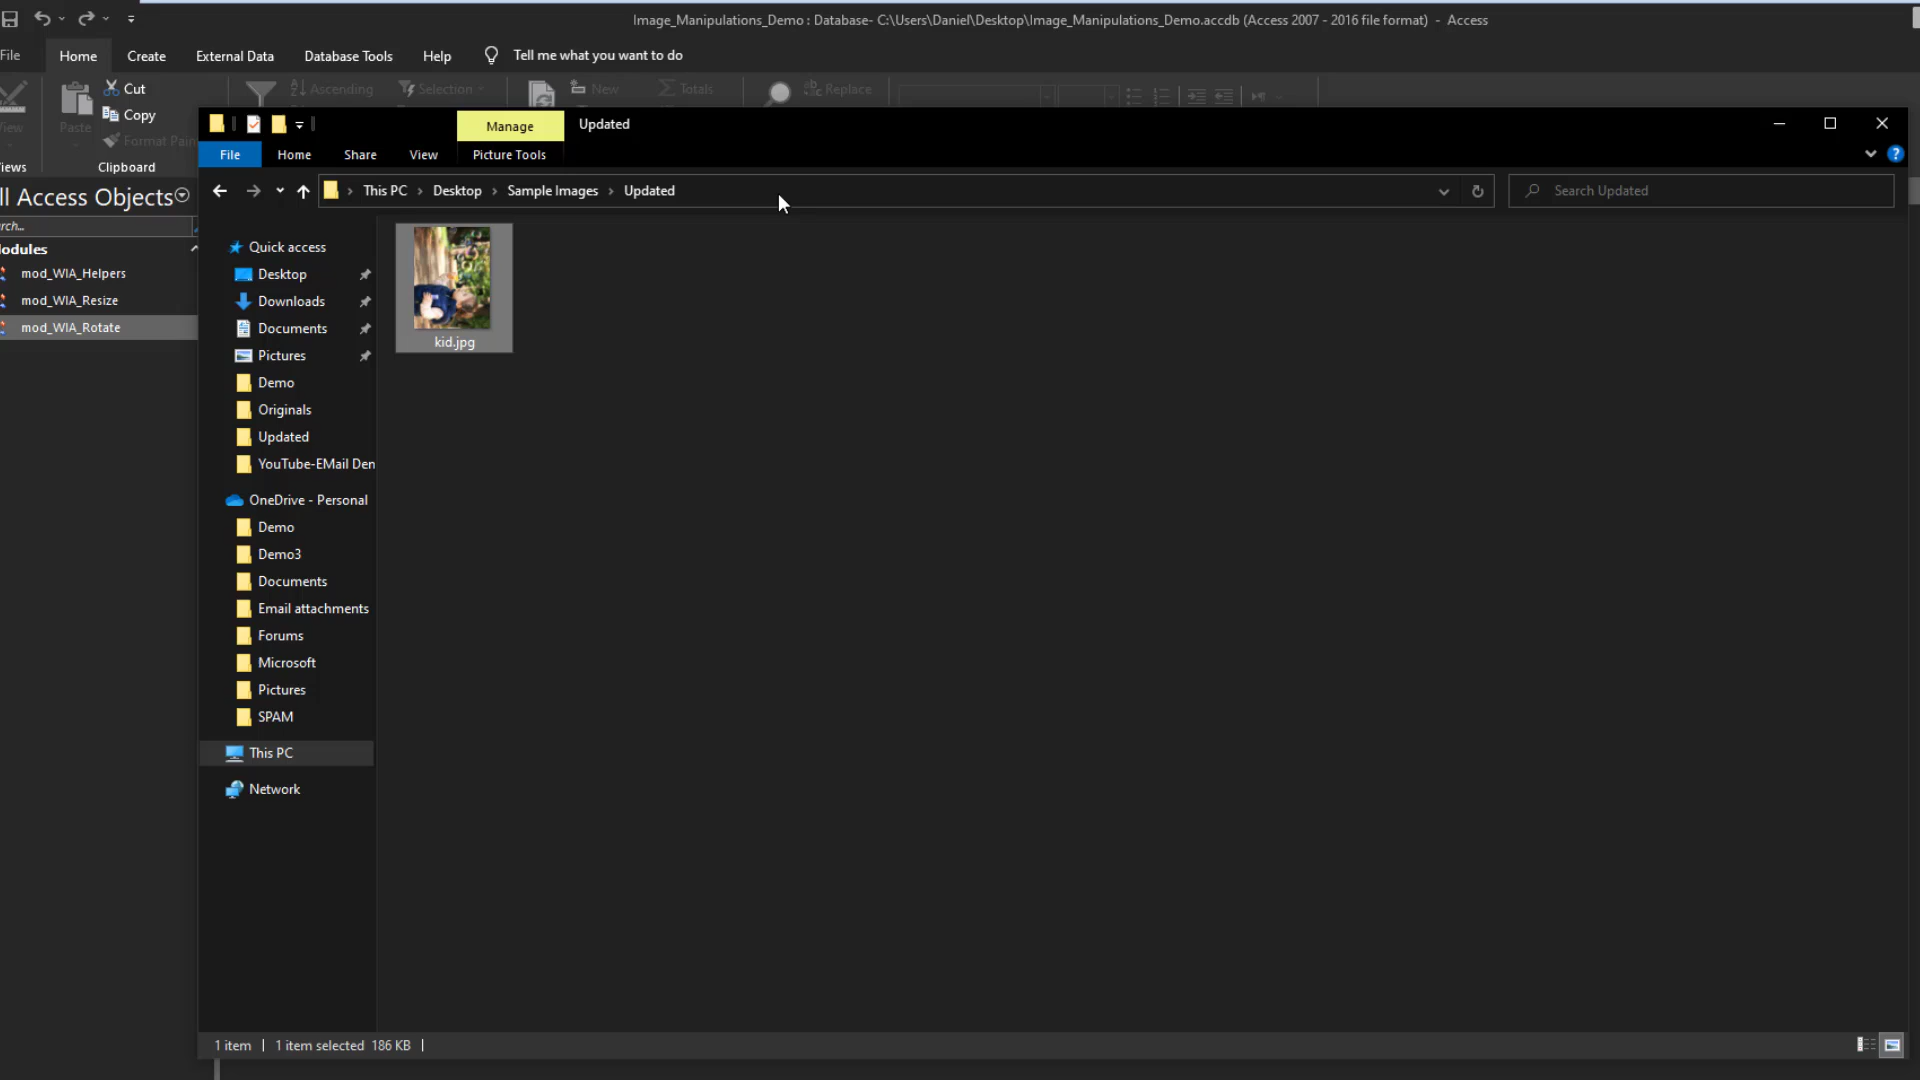 Image_Manipulations_Demo : Database- C:\Users\Daniel\Desktop\Image_Manipulations_Demo.accdb (Access 2007 - 2016 file format) - Access
File Home Create External Data Database Tools Help Tell me what you want to do
Cut Ascending Selection New Totals Replace
View Paste Copy
Format Pain
iews Clipboard
Manage Updated
File Home Share View Picture Tools
ll Access Objects
This PC Desktop Sample Images Updated Search Updated
rch...
odules
mod_WIA_Helpers
mod_WIA_Resize
mod_WIA_Rotate
Quick access
Desktop
Downloads
Documents
Pictures
Demo
Originals
Updated
YouTube-EMail Den
OneDrive - Personal
Demo
Demo3
Documents
Email attachments
Forums
Microsoft
Pictures
SPAM
This PC
Network
kid.jpg
1 item 1 item selected 186 KB